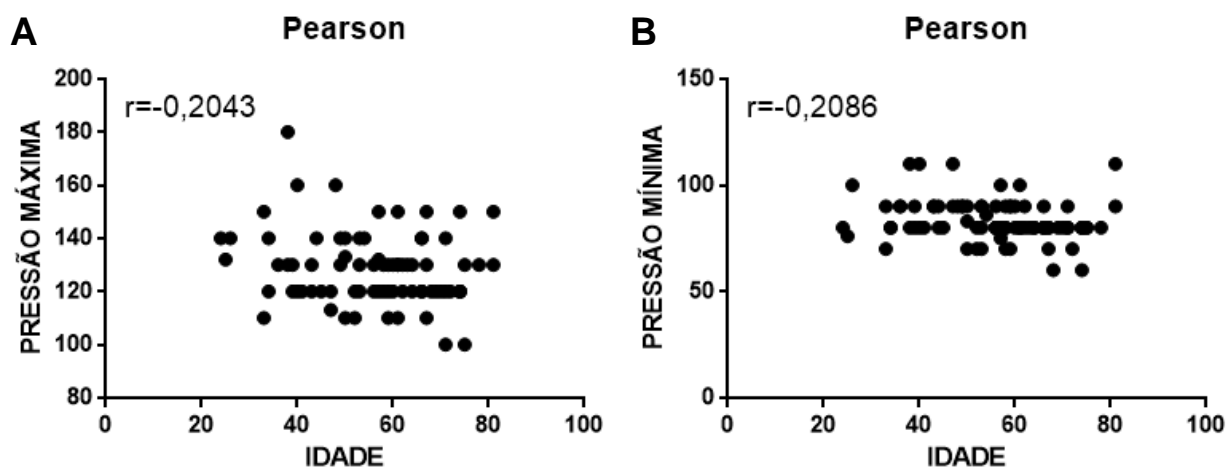 A
Pearson
r=-0,2043
PRESSÃO MÁXIMA
200
180
160
140
120
100
80
0
20
40
60
80
100
IDADE
B
Pearson
r=-0,2086
PRESSÃO MÍNIMA
150
100
50
0
0
20
40
60
80
100
IDADE